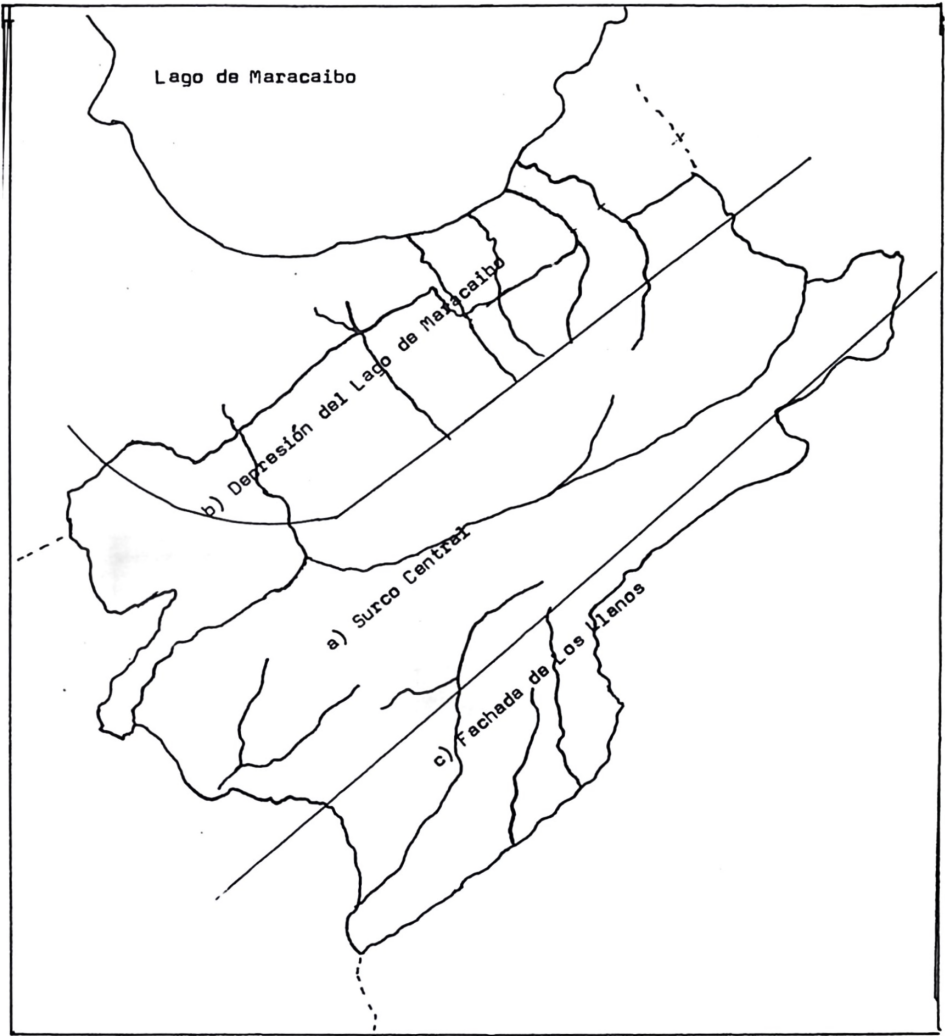 Lago de Maracaibo
b) Depresión del Lago de Maracaibo
a) Surco Central
c) Fachada de Los Llanos